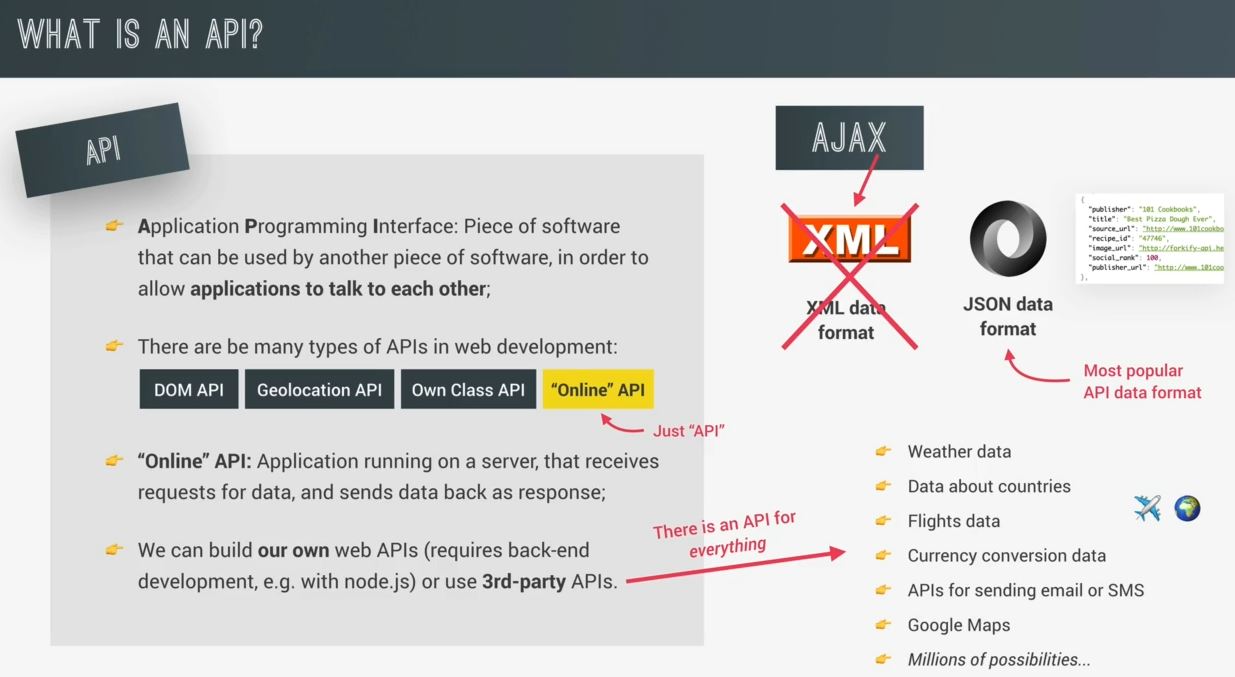 WHAT IS AN API?
API
Application Programming Interface: Piece of software
that can be used by another piece of software, in order to
allow applications to talk to each other;
There are be many types of APIs in web development:
DOM API
Geolocation API
Own Class API
“Online” API
Just “API”
“Online” API: Application running on a server, that receives
requests for data, and sends data back as response;
We can build our own web APIs (requires back-end
development, e.g. with node.js) or use 3rd-party APIs.
There is an API for
everything
AJAX
XML
XML data
format
JSON data
format
{
"publisher": "101 Cookbooks",
"title": "Best Pizza Dough Ever",
"source_url": "http://www.101cookbo
"recipe_id": "47746",
"image_url": "http://forkify-api.he
"social_rank": 100,
"publisher_url": "http://www.101coo
},
Most popular
API data format
Weather data
Data about countries
Flights data
Currency conversion data
APIs for sending email or SMS
Google Maps
Millions of possibilities...